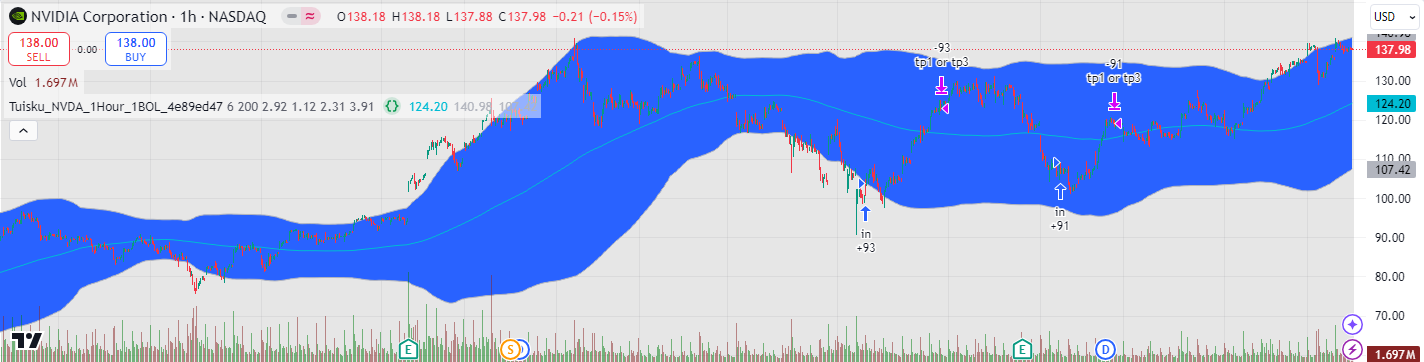 NVIDIA Corporation · 1h · NASDAQ O138.18 H138.18 L137.88 C137.98 −0.21 (−0.15%)
USD
138.00 SELL 0.00 138.00 BUY
137.98
Vol 1.697M
Tuisku_NVDA_1Hour_1BOL_4e89ed47 6 200 2.92 1.12 2.31 3.91 124.20 140.98
-93
tp1 or tp3
-91
tp1 or tp3
130.00
124.20
120.00
110.00
107.42
100.00
in
+93
in
+91
90.00
80.00
70.00
E
S
D
1.697M